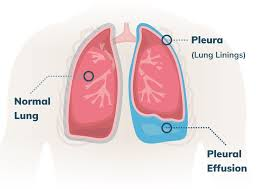 Pleura
(Lung Linings)
Normal
Lung
Pleural
Effusion